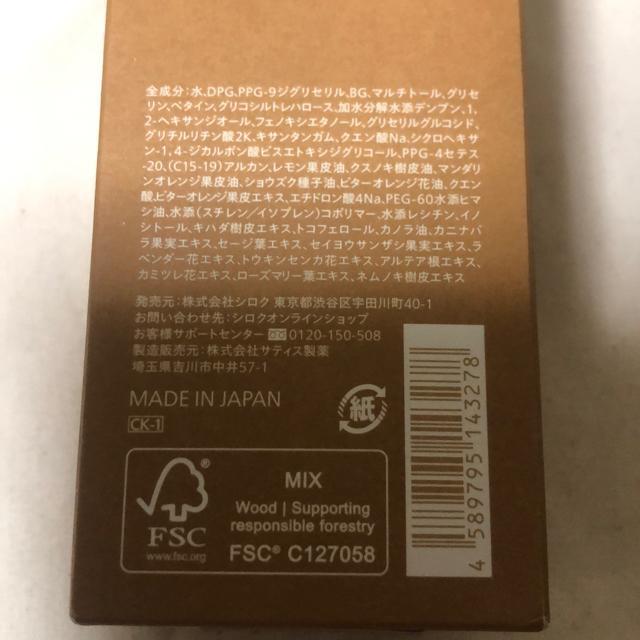 全成分：水、DPG、PPG-9ジグリセリル、BG、マルチトール、グリセ
リン、ベタイン、グリコシルトレハロース、加水分解水添デンプン、1,
2-ヘキサンジオール、フェノキシエタノール、グリセリルグルコシド、
グリチルリチン酸2K、キサンタンガム、クエン酸Na、シクロヘキサ
ン-1,4-ジカルボン酸ビスエトキシジグリコール、PPG-4セテス
-20、(C15-19)アルカン、レモン果皮油、クスノキ樹皮油、マンダリ
ンオレンジ果皮油、ショウズク種子油、ビターオレンジ花油、クエン
酸、ビターオレンジ果皮エキス、エチドロン酸4Na、PEG-60水添ヒマ
シ油、水添(スチレン/イソプレン)コポリマー、水添レシチン、イノ
シトール、キハダ樹皮エキス、トコフェロール、カノラ油、カニナバ
ラ果実エキス、セージ葉エキス、セイヨウサンザシ果実エキス、ラ
ベンダー花エキス、トウキンセンカ花エキス、アルテア根エキス、
カミツレ花エキス、ローズマリー葉エキス、ネムノキ樹皮エキス
発売元：株式会社シロク 東京都渋谷区宇田川町40-1
お問い合わせ先：シロクオンラインショップ
お客様サポートセンター 0120-150-508
製造販売元：株式会社サティス製薬
埼玉県吉川市中井57-1
MADE IN JAPAN
CK-1
紙
FSC
www.fsc.org
MIX
Wood | Supporting
responsible forestry
FSC® C127058
4 589795 143278